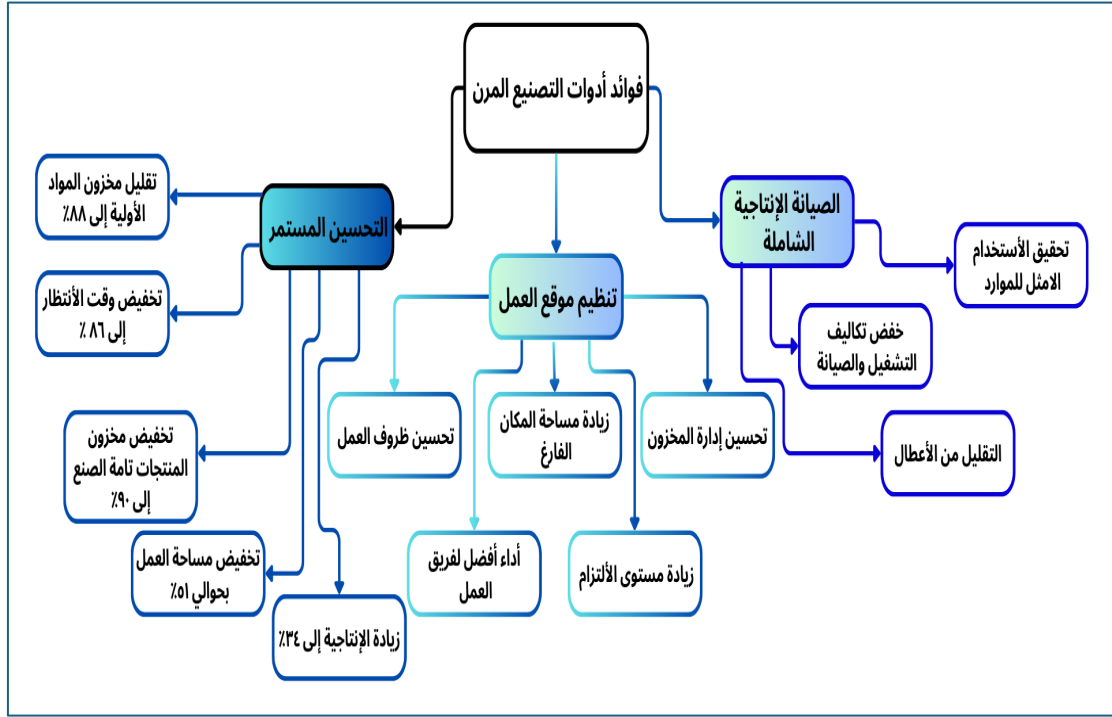 فوائد أدوات التصنيع المرن
الصيانة الإنتاجية
الشاملة
تحقيق الأستخدام
الامثل للموارد
خفض تكاليف
التشغيل والصيانة
التقليل من الأعطال
تنظيم موقع العمل
تحسين إدارة المخزون
زيادة مساحة المكان
الفارغ
تحسين ظروف العمل
زيادة مستوى الألتزام
أداء أفضل لفريق
العمل
التحسين المستمر
تقليل مخزون المواد
الأولية إلى ٨٨٪
تخفيض وقت الأنتظار
إلى ٨٦ ٪
تخفيض مخزون
المنتجات تامة الصنع
إلى ٩٠٪
تخفيض مساحة العمل
بحوالي ٥١٪
زيادة الإنتاجية إلى ٣٤٪